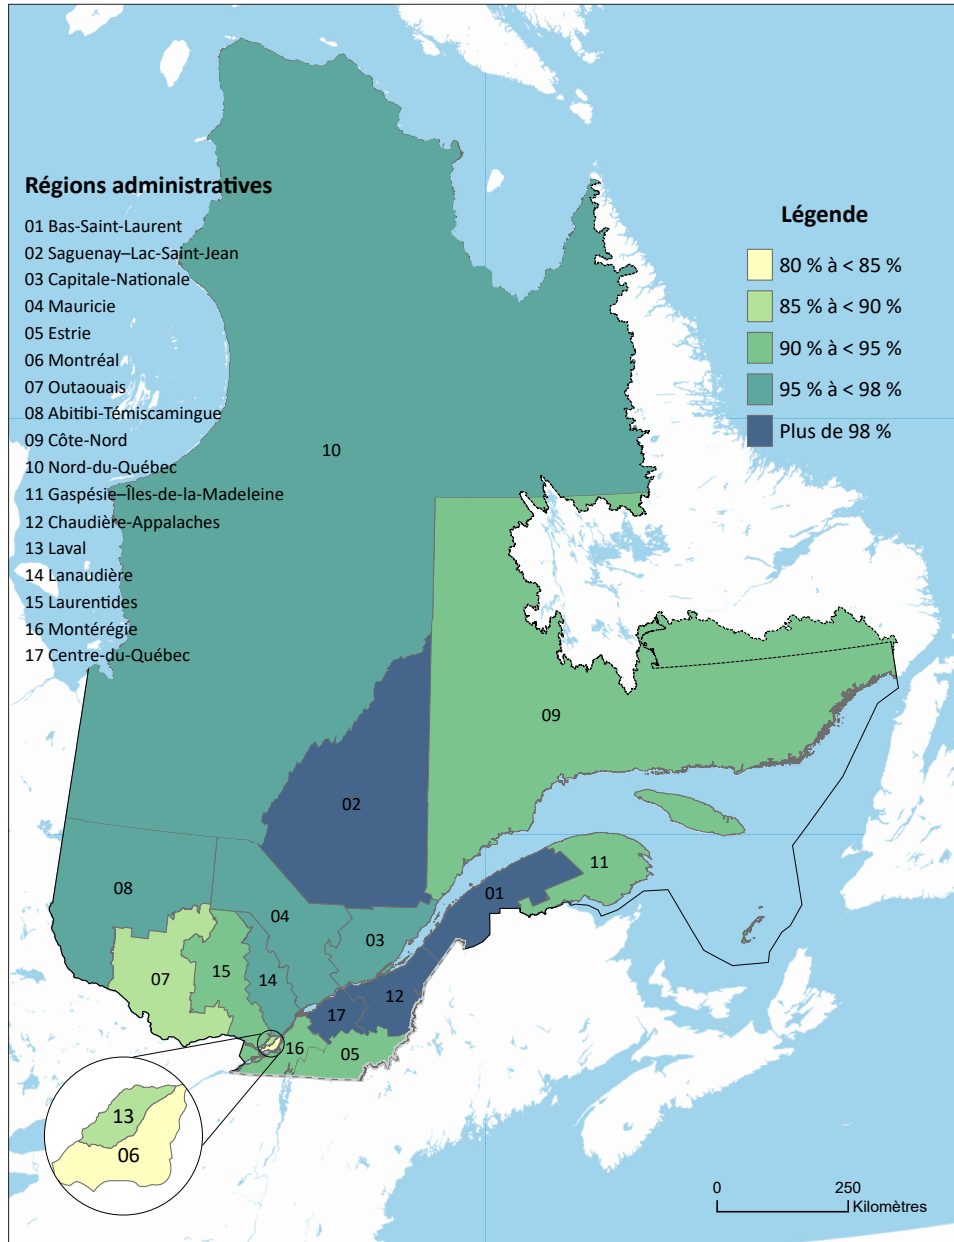 Régions administratives
01 Bas-Saint-Laurent
02 Saguenay–Lac-Saint-Jean
03 Capitale-Nationale
04 Mauricie
05 Estrie
06 Montréal
07 Outaouais
08 Abitibi-Témiscamingue
09 Côte-Nord
10 Nord-du-Québec
11 Gaspésie–Îles-de-la-Madeleine
12 Chaudière-Appalaches
13 Laval
14 Lanaudière
15 Laurentides
16 Montérégie
17 Centre-du-Québec
Légende
80 % à < 85 %
85 % à < 90 %
90 % à < 95 %
95 % à < 98 %
Plus de 98 %
10
09
02
11
01
08
04
03
07
15
14
12
17
16
05
13
06
0 250
Kilomètres